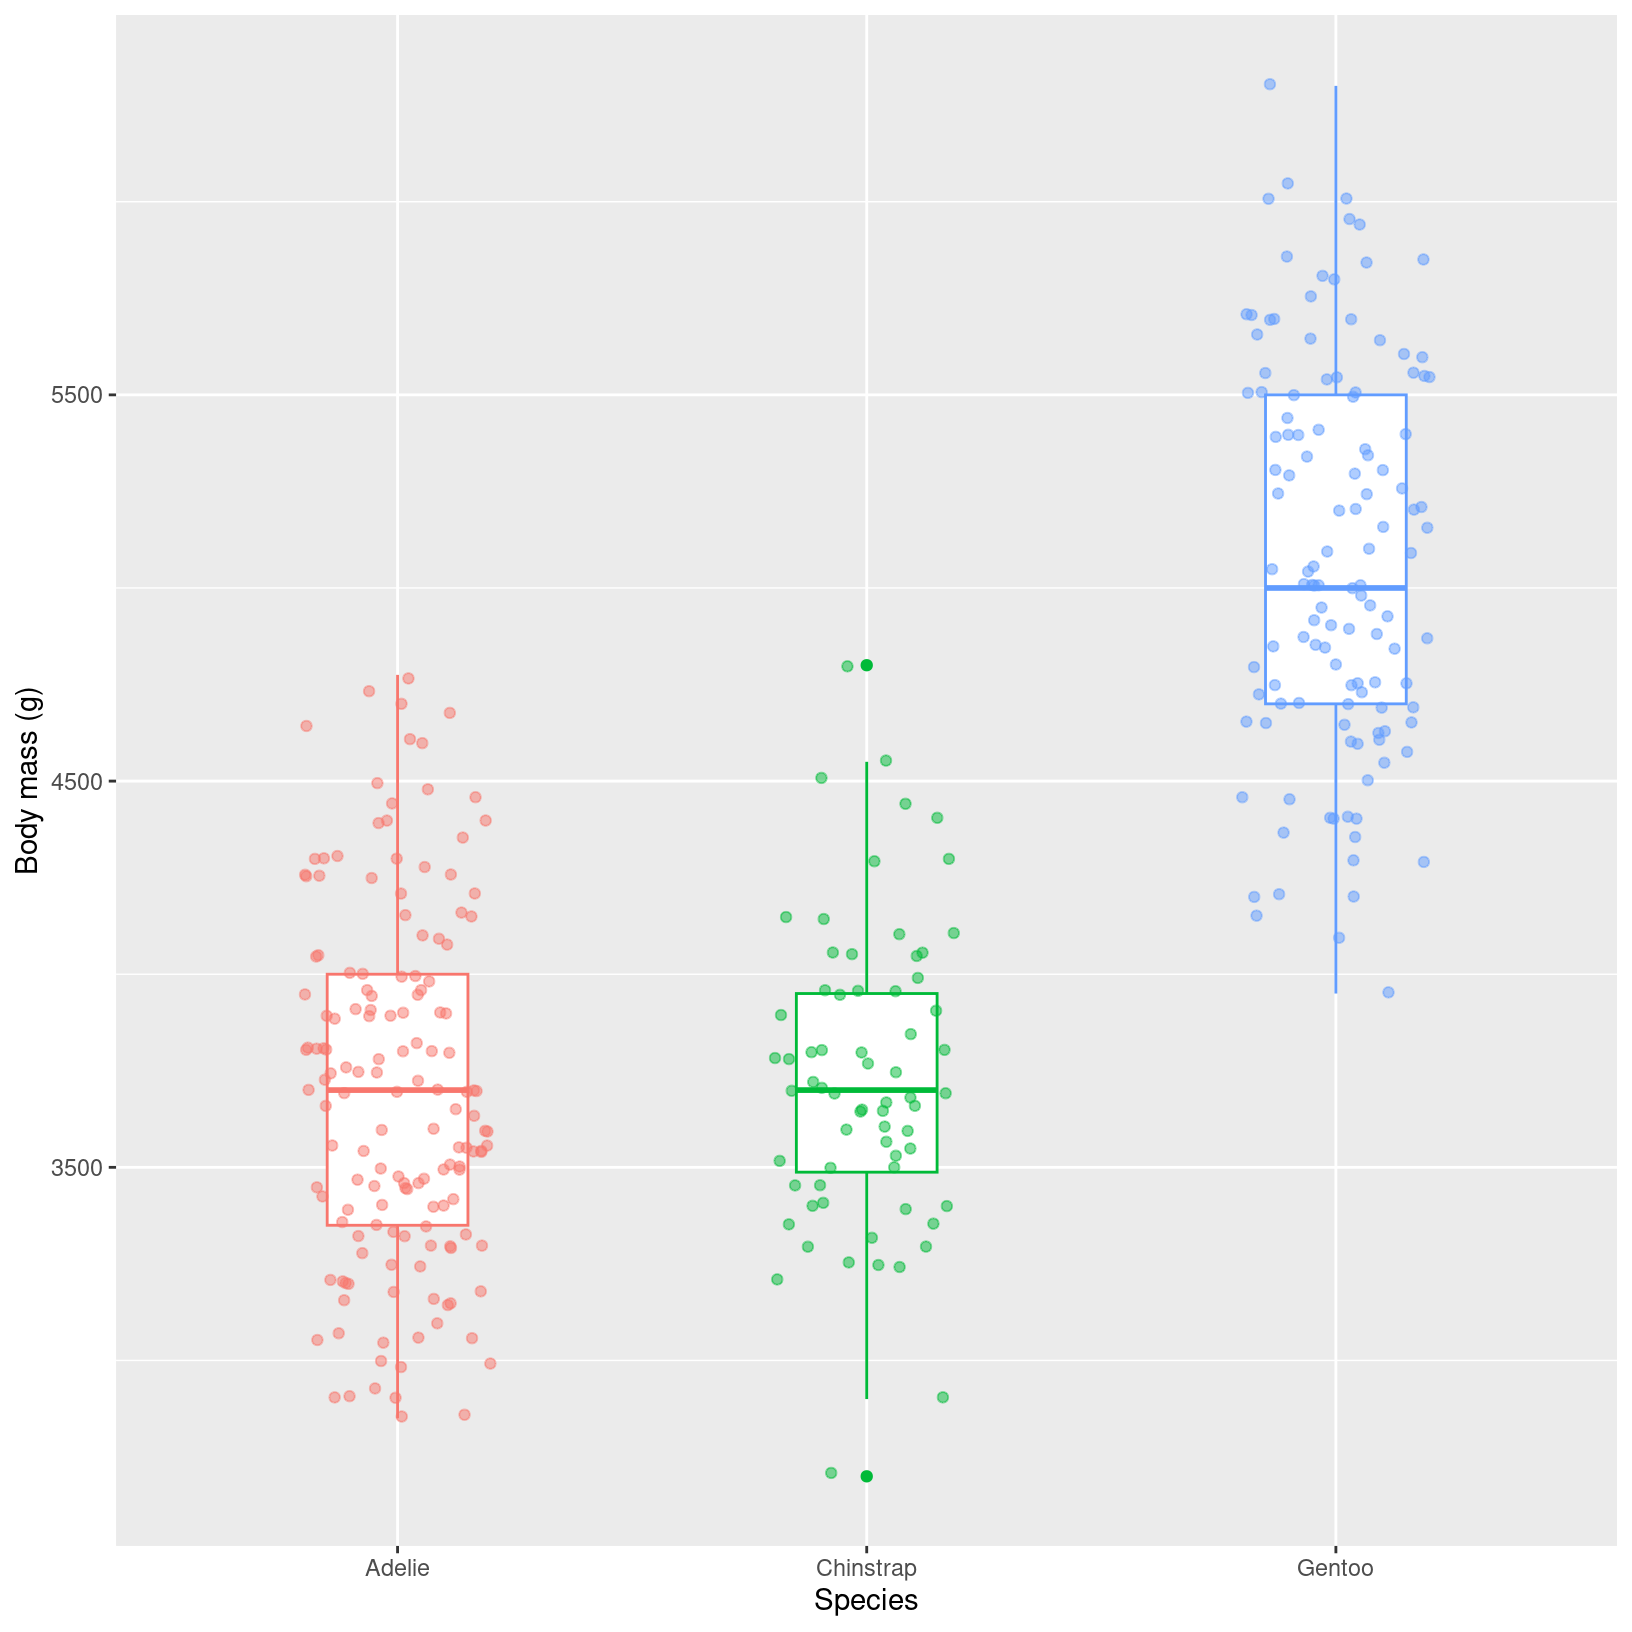 Body mass (g)
5500
4500
3500
Adelie
Chinstrap
Gentoo
Species